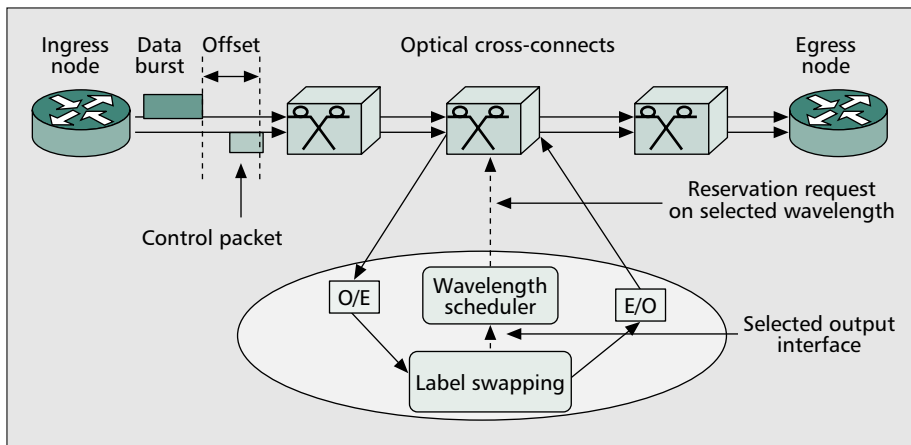 Ingress
node
Data
burst
Offset
Optical cross-connects
Egress
node
Control packet
Reservation request
on selected wavelength
O/E
Wavelength
scheduler
E/O
Selected output
interface
Label swapping